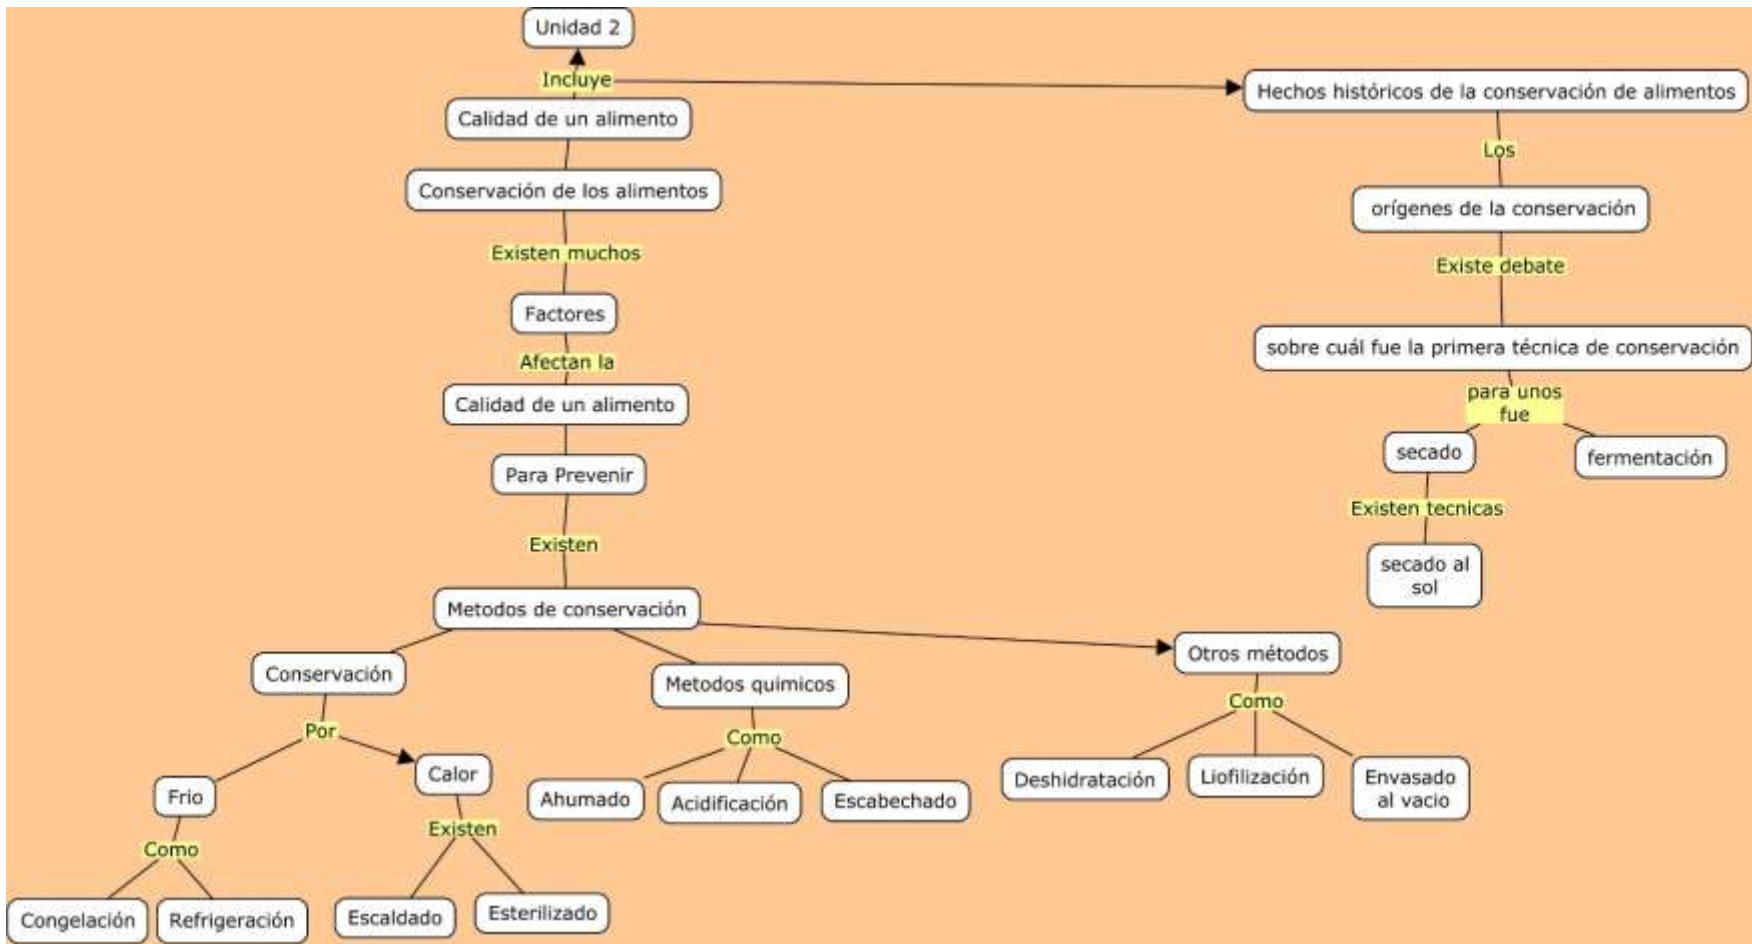 Unidad 2
Incluye
Calidad de un alimento
Hechos históricos de la conservación de alimentos
Conservación de los alimentos
Los
orígenes de la conservación
Existen muchos
Existe debate
Factores
sobre cuál fue la primera técnica de conservación
Afectan la
para unos
fue
Calidad de un alimento
secado
fermentación
Para Prevenir
Existen tecnicas
Existen
secado al
sol
Metodos de conservación
Conservación
Metodos quimicos
Otros métodos
Por
Como
Como
Frio
Calor
Ahumado
Acidificación
Escabechado
Deshidratación
Liofilización
Envasado
al vacio
Como
Existen
Congelación
Refrigeración
Escaldado
Esterilizado